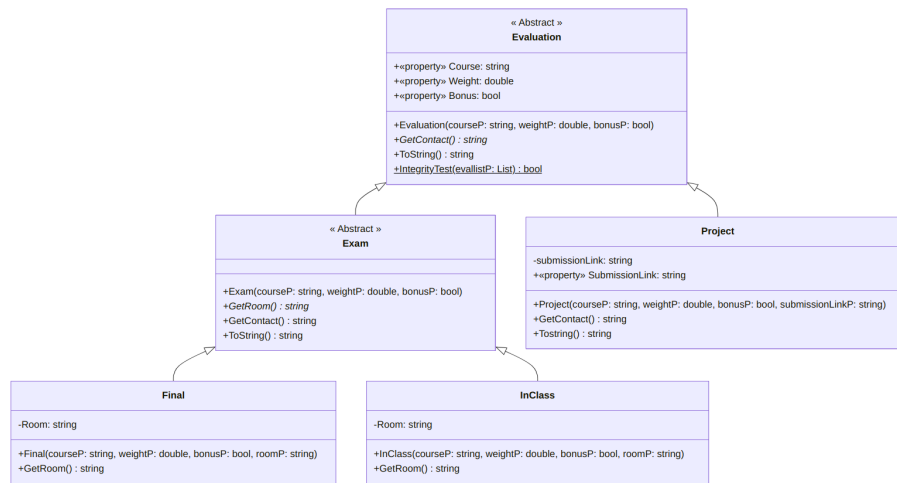 « Abstract »
Evaluation
+«property» Course: string
+«property» Weight: double
+«property» Bonus: bool
+Evaluation(courseP: string, weightP: double, bonusP: bool)
+GetContact() : string
+ToString() : string
+IntegrityTest(evallistP: List) : bool
« Abstract »
Exam
+Exam(courseP: string, weightP: double, bonusP: bool)
+GetRoom() : string
+GetContact() : string
+ToString() : string
Project
-submissionLink: string
+«property» SubmissionLink: string
+Project(courseP: string, weightP: double, bonusP: bool, submissionLinkP: string)
+GetContact() : string
+Tostring() : string
Final
-Room: string
+Final(courseP: string, weightP: double, bonusP: bool, roomP: string)
+GetRoom() : string
InClass
-Room: string
+InClass(courseP: string, weightP: double, bonusP: bool, roomP: string)
+GetRoom() : string